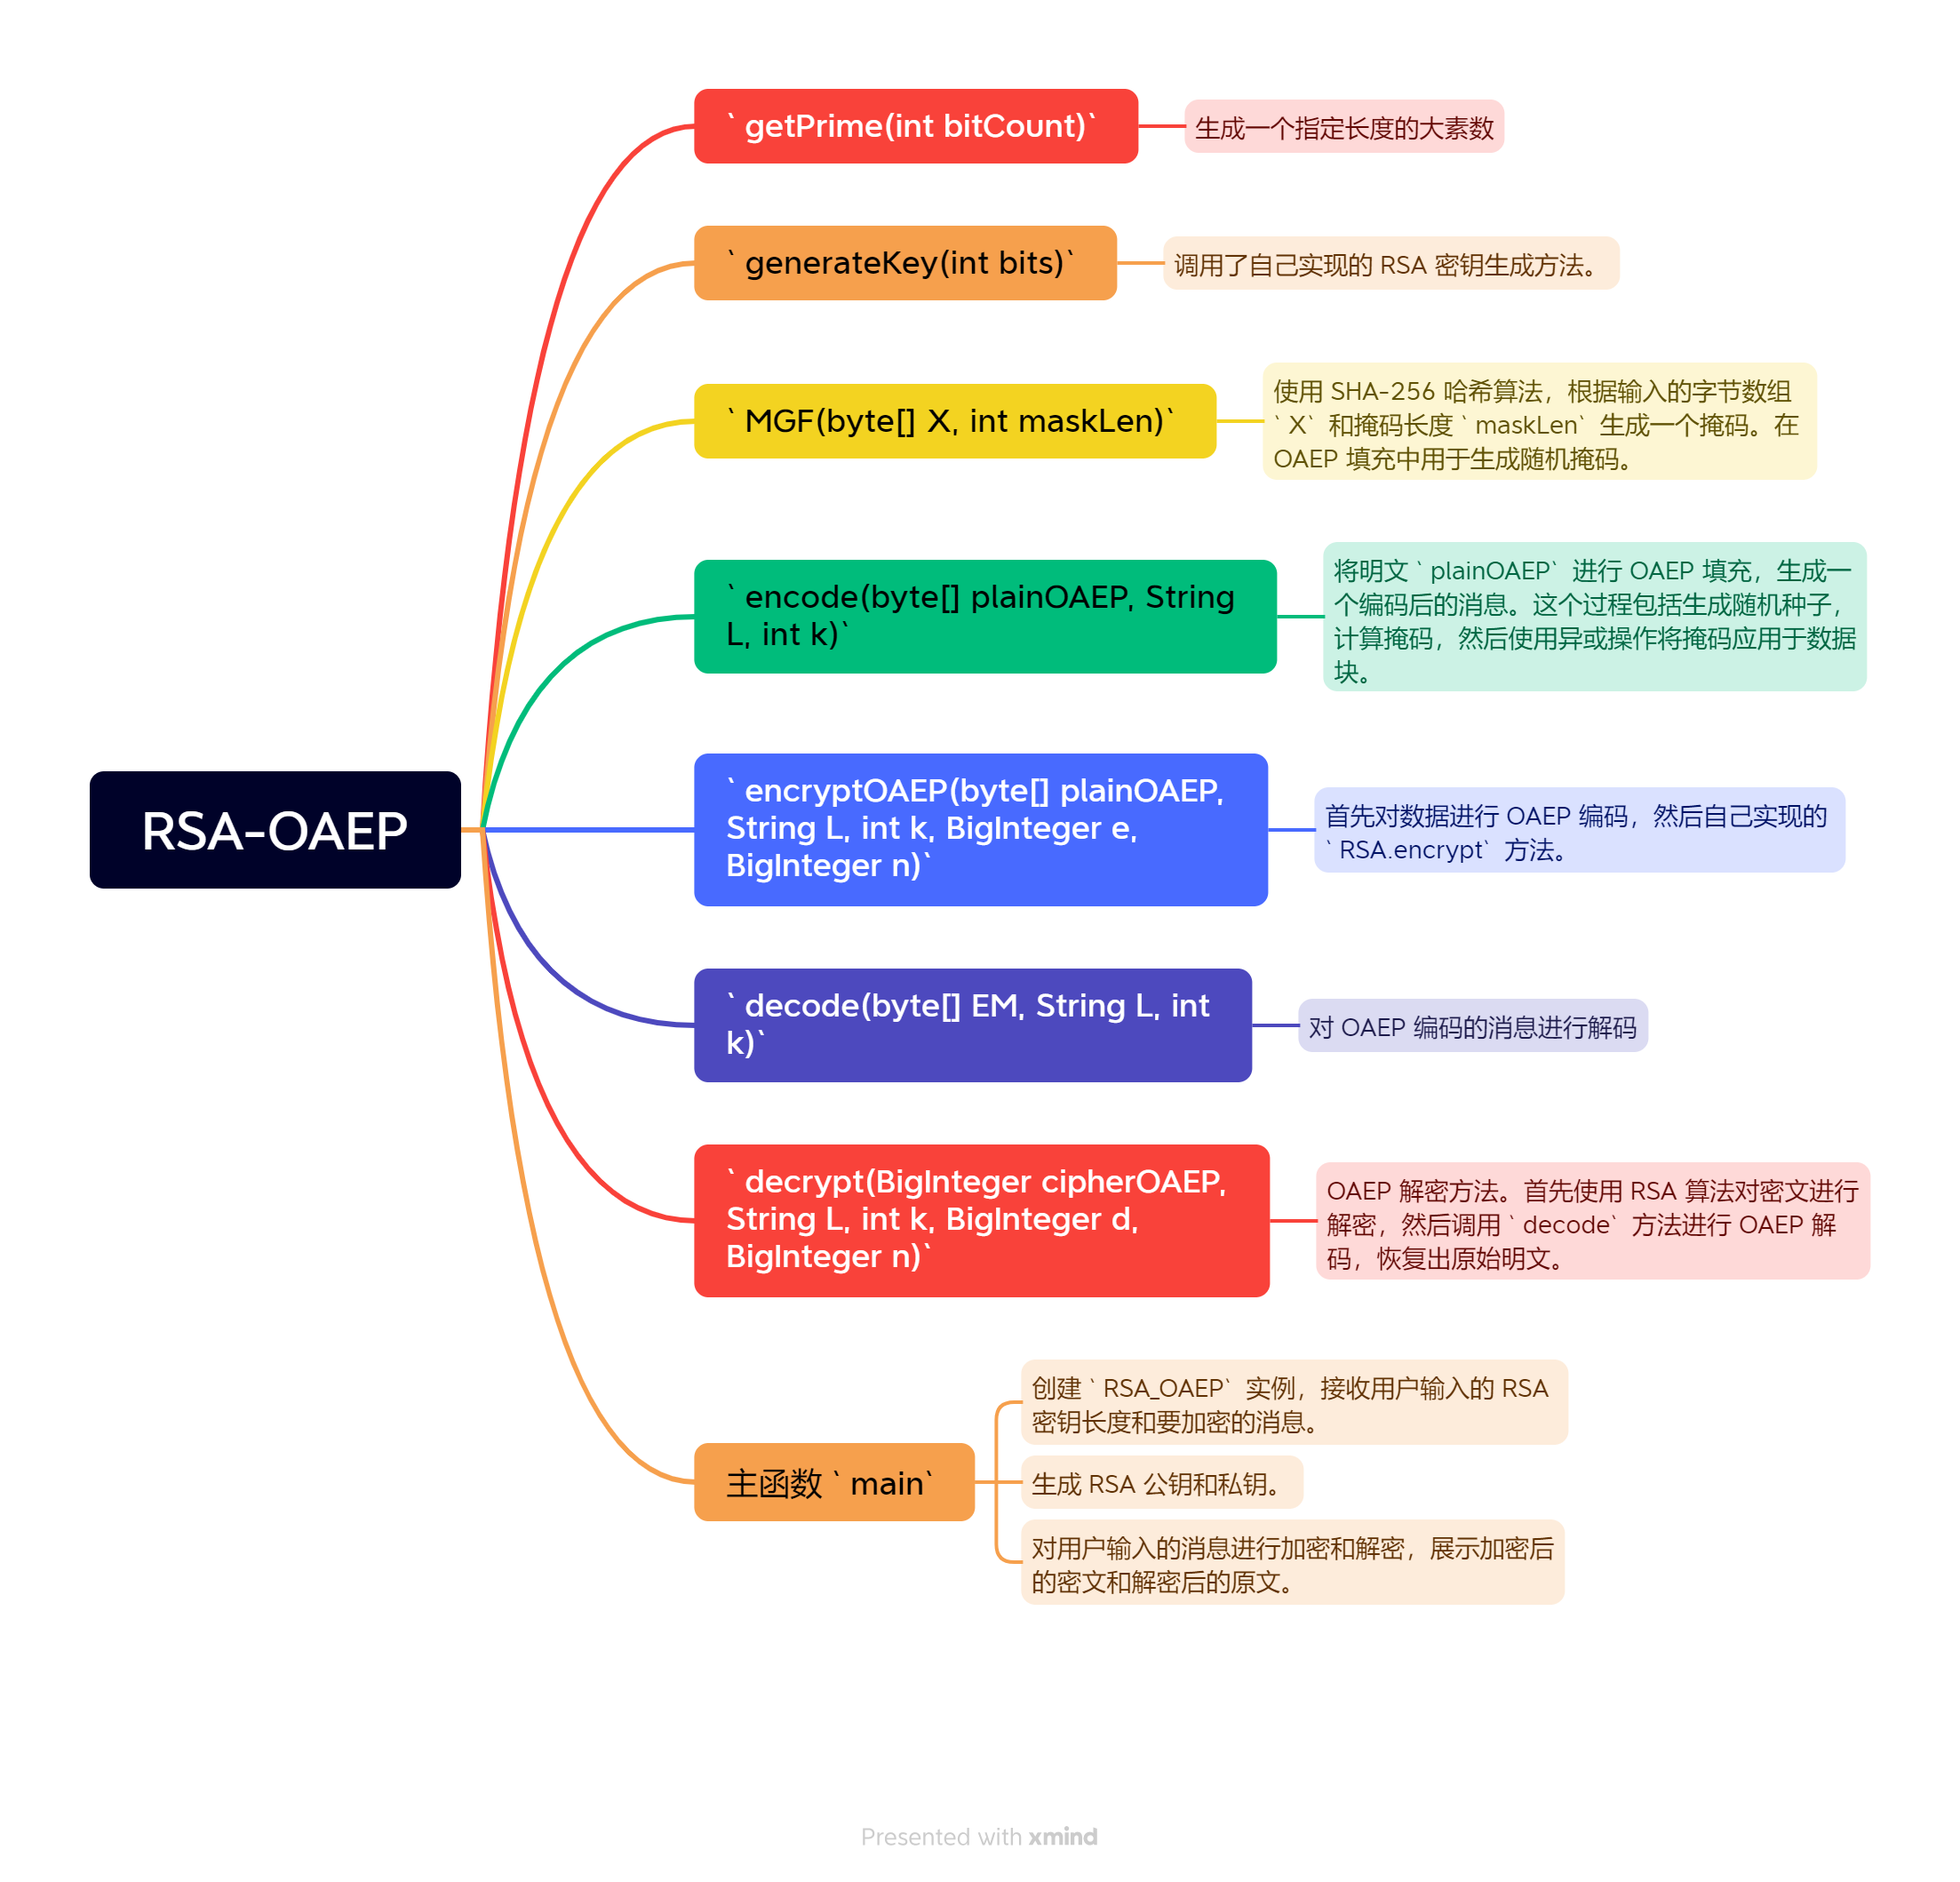 RSA-OAEP
`getPrime(int bitCount)`
生成一个指定长度的大素数
`generateKey(int bits)`
调用了自己实现的 RSA 密钥生成方法。
`MGF(byte[] X, int maskLen)`
使用 SHA-256 哈希算法，根据输入的字节数组
`X` 和掩码长度 `maskLen` 生成一个掩码。在
OAEP 填充中用于生成随机掩码。
`encode(byte[] plainOAEP, String
L, int k)`
将明文 `plainOAEP` 进行 OAEP 填充，生成一
个编码后的消息。这个过程包括生成随机种子，
计算掩码，然后使用异或操作将掩码应用于数据
块。
`encryptOAEP(byte[] plainOAEP,
String L, int k, BigInteger e,
BigInteger n)`
首先对数据进行 OAEP 编码，然后自己实现的
`RSA.encrypt` 方法。
`decode(byte[] EM, String L, int
k)`
对 OAEP 编码的消息进行解码
`decrypt(BigInteger cipherOAEP,
String L, int k, BigInteger d,
BigInteger n)`
OAEP 解密方法。首先使用 RSA 算法对密文进行
解密，然后调用 `decode` 方法进行 OAEP 解
码，恢复出原始明文。
主函数 `main`
创建 `RSA_OAEP` 实例，接收用户输入的 RSA
密钥长度和要加密的消息。
生成 RSA 公钥和私钥。
对用户输入的消息进行加密和解密，展示加密后
的密文和解密后的原文。
Presented with xmind